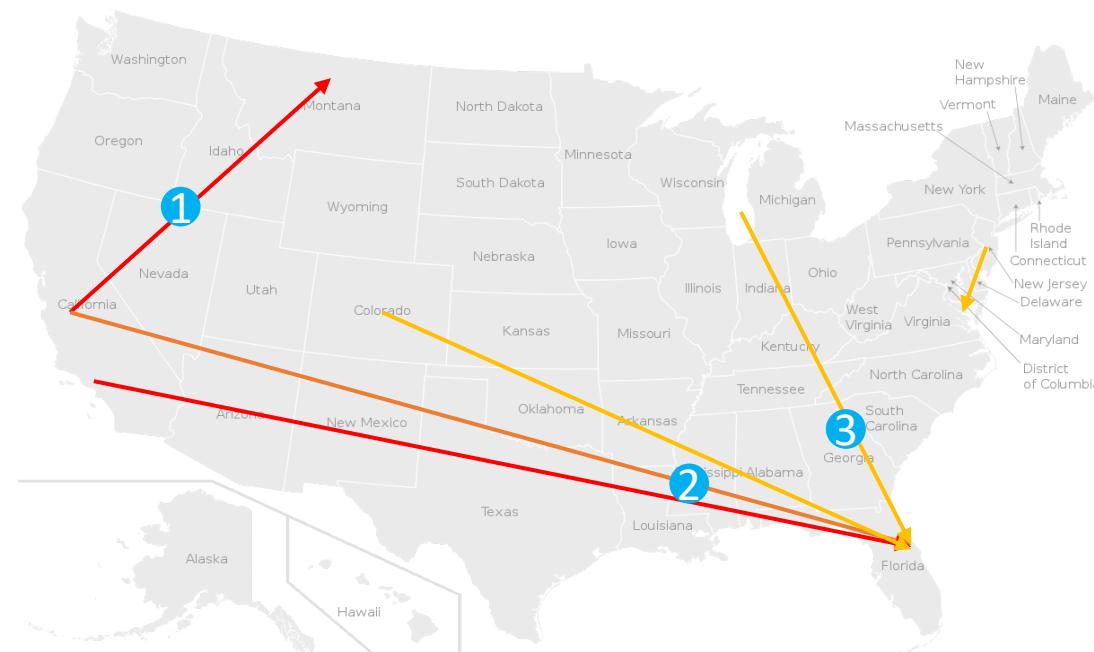 New
Hampshire
Washington
Maine
Vermont
Montana
North Dakota
Massachusetts
Oregon
Idaho
Minnesota
South Dakota
Wisconsin
New York
Michigan
Wyoming
1
Rhode
Island
Iowa
Pennsylvania
Nebraska
Connecticut
Nevada
Ohio
Utah
Illinois
Indiana
New Jersey
Delaware
California
Colorado
West
Virginia
Virginia
Kansas
Missouri
Maryland
Kentucky
District
of Columbi
North Carolina
Tennessee
Oklahoma
Arizona
New Mexico
Arkansas
South
Carolina
3
Georgia
ssippi
Alabama
2
Texas
Louisiana
Alaska
Florida
Hawaii